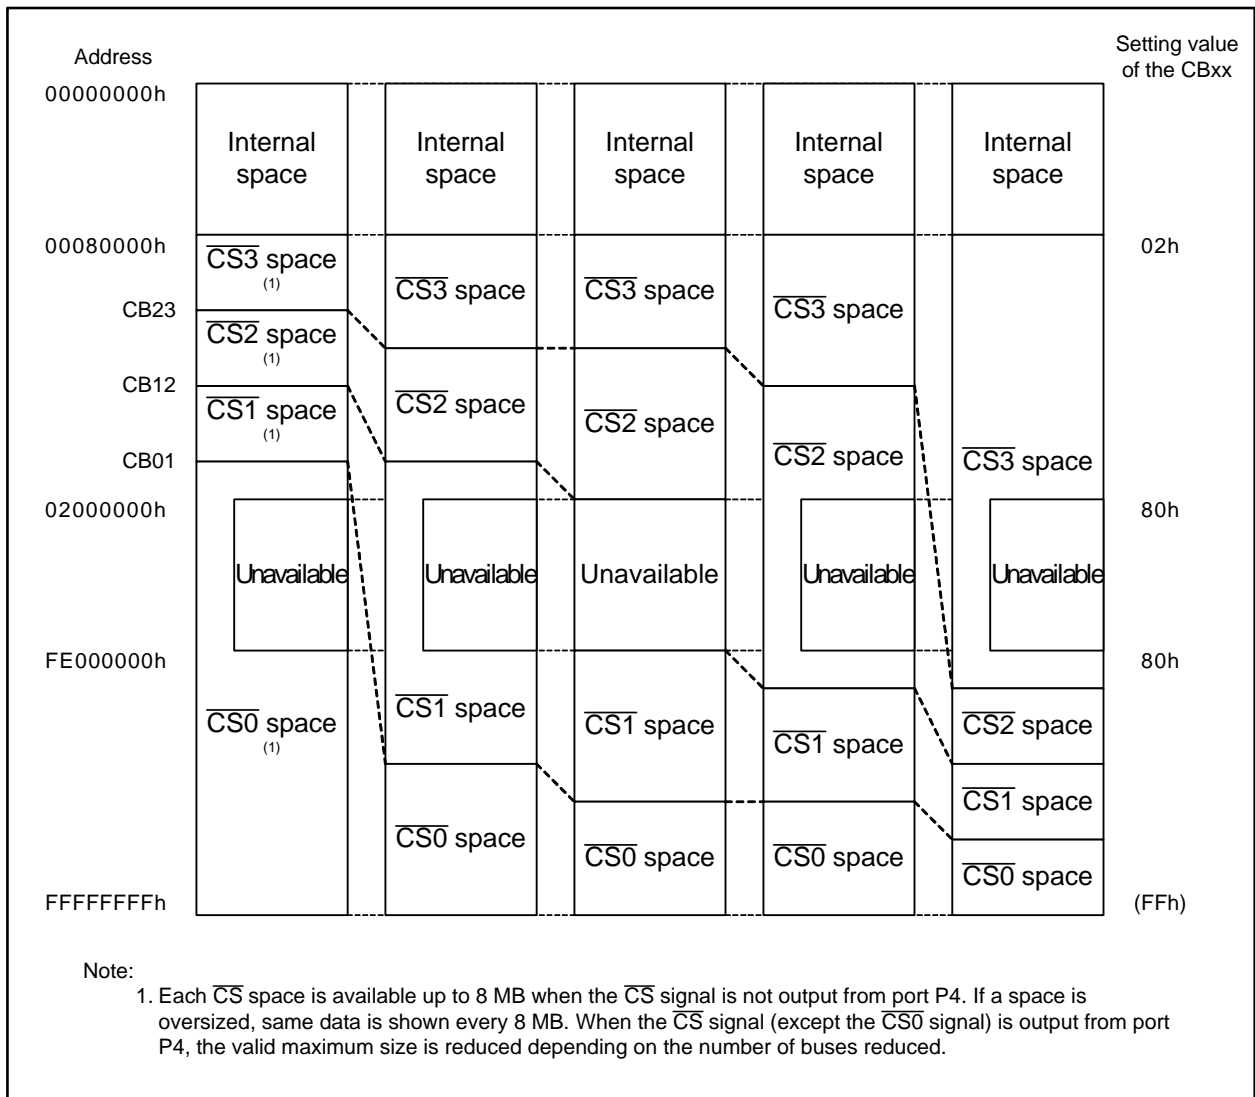 Address
Setting value
of the CBxx
00000000h
Internal
space
Internal
space
Internal
space
Internal
space
Internal
space
00080000h
02h
CS3 space
(1)
CS3 space
CS3 space
CS3 space
CB23
CS2 space
(1)
CB12
CS2 space
CS2 space
CS1 space
(1)
CS2 space
CS3 space
CB01
02000000h
80h
Unavailable
Unavailable
Unavailable
Unavailable
Unavailable
FE000000h
80h
CS0 space
(1)
CS1 space
CS1 space
CS1 space
CS2 space
CS1 space
CS0 space
CS0 space
CS0 space
CS0 space
FFFFFFFFh
(FFh)
Note:
1. Each CS space is available up to 8 MB when the CS signal is not output from port P4. If a space is
oversized, same data is shown every 8 MB. When the CS signal (except the CS0 signal) is output from port
P4, the valid maximum size is reduced depending on the number of buses reduced.